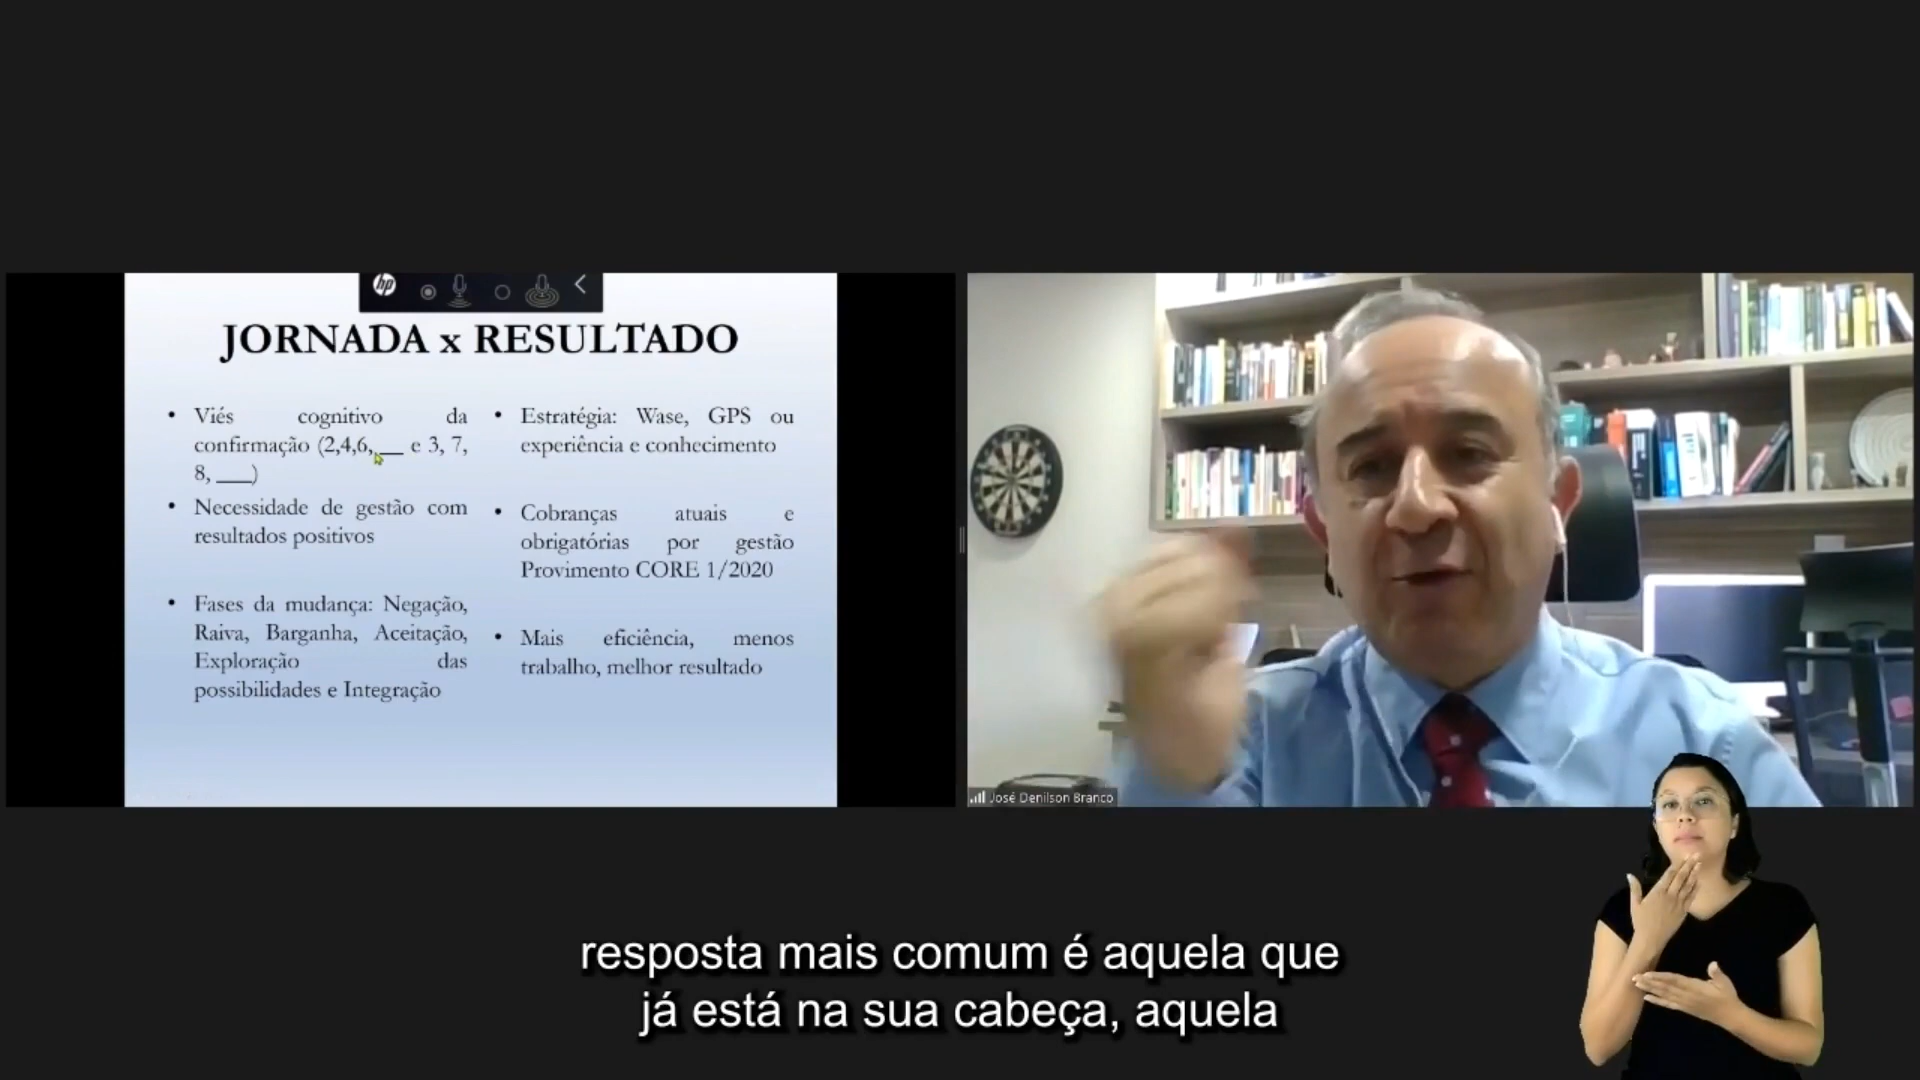 hp
JORNADA x RESULTADO
• Viés cognitivo da
confirmação (2,4,6,___ e 3, 7,
8, ___)
• Necessidade de gestão com
resultados positivos
• Fases da mudança: Negação,
Raiva, Barganha, Aceitação,
Exploração das
possibilidades e Integração
• Estratégia: Wase, GPS ou
experiência e conhecimento
• Cobranças atuais e
obrigatórias por gestão
Provimento CORE 1/2020
• Mais eficiência, menos
trabalho, melhor resultado
José Denilson Branco
resposta mais comum é aquela que
já está na sua cabeça, aquela